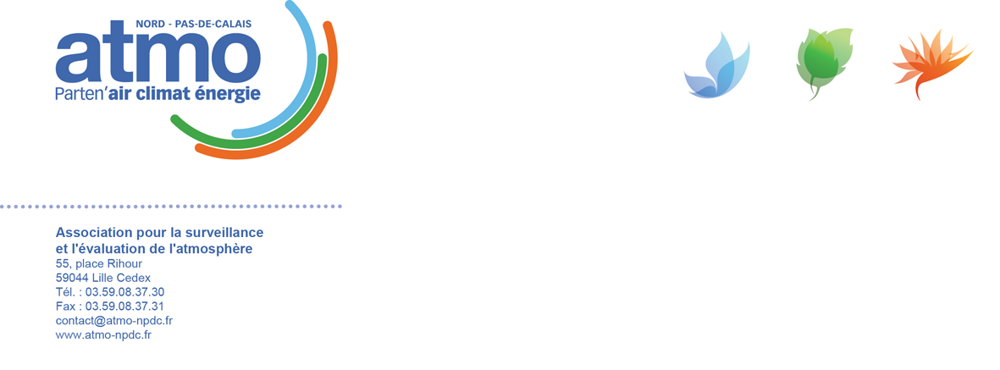 NORD - PAS-DE-CALAIS
atmo
Parten'air climat énergie
Association pour la surveillance
et l'évaluation de l'atmosphère
55, place Rihour
59044 Lille Cedex
Tél. : 03.59.08.37.30
Fax : 03.59.08.37.31
contact@atmo-npdc.fr
www.atmo-npdc.fr